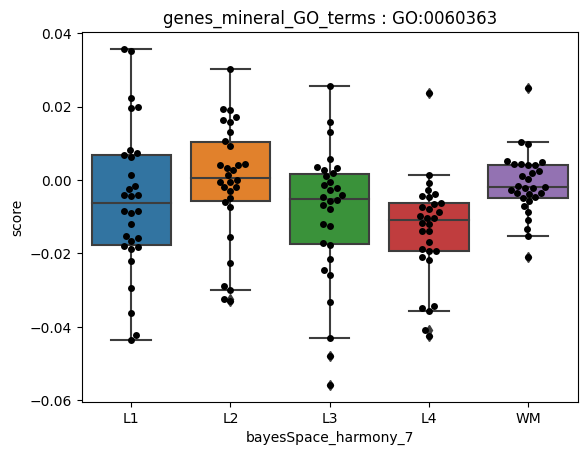 genes_mineral_GO_terms : GO:0060363
0.04
0.02
0.00
−0.02
−0.04
−0.06
score
L1 L2 L3 L4 WM
bayesSpace_harmony_7